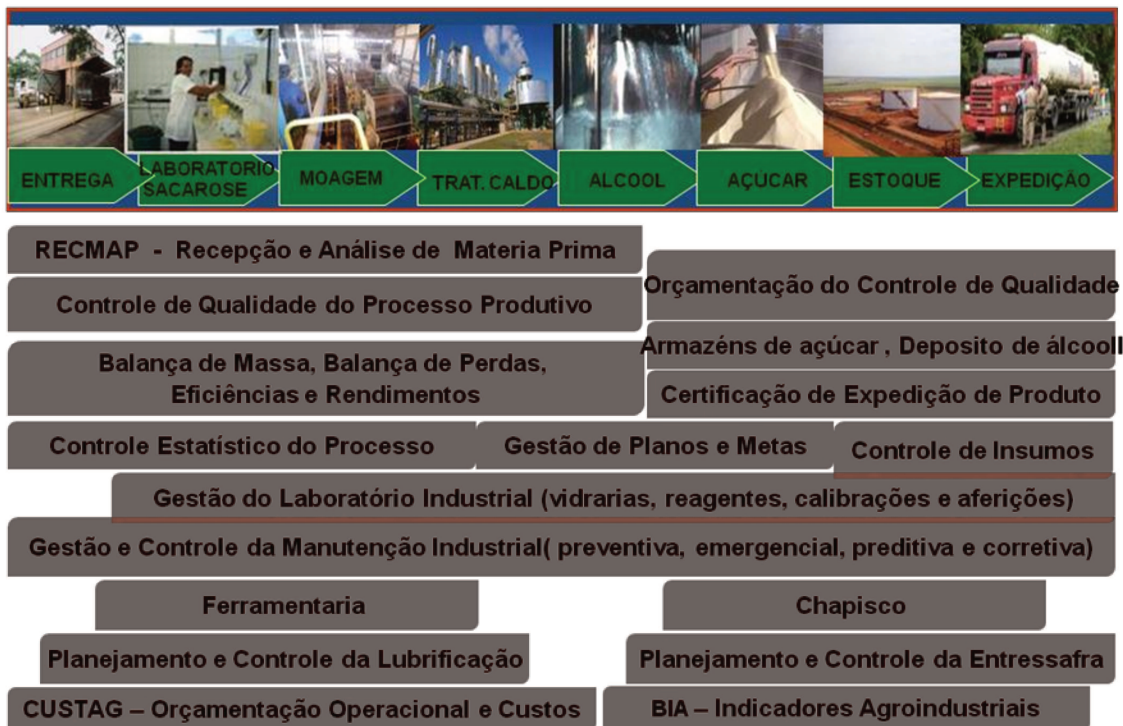 ENTREGA
LABORATORIO
SACAROSE
MOAGEM
TRAT. CALDO
ALCOOL
AÇÚCAR
ESTOQUE
EXPEDIÇÃO
RECMAP - Recepção e Análise de Materia Prima
Controle de Qualidade do Processo Produtivo
Orçamentação do Controle de Qualidade
Balança de Massa, Balança de Perdas,
Eficiências e Rendimentos
Armazéns de açúcar , Deposito de álcooll
Certificação de Expedição de Produto
Controle Estatístico do Processo
Gestão de Planos e Metas
Controle de Insumos
Gestão do Laboratório Industrial (vidrarias, reagentes, calibrações e aferições)
Gestão e Controle da Manutenção Industrial( preventiva, emergencial, preditiva e corretiva)
Ferramentaria
Chapisco
Planejamento e Controle da Lubrificação
Planejamento e Controle da Entressafra
CUSTAG – Orçamentação Operacional e Custos
BIA – Indicadores Agroindustriais